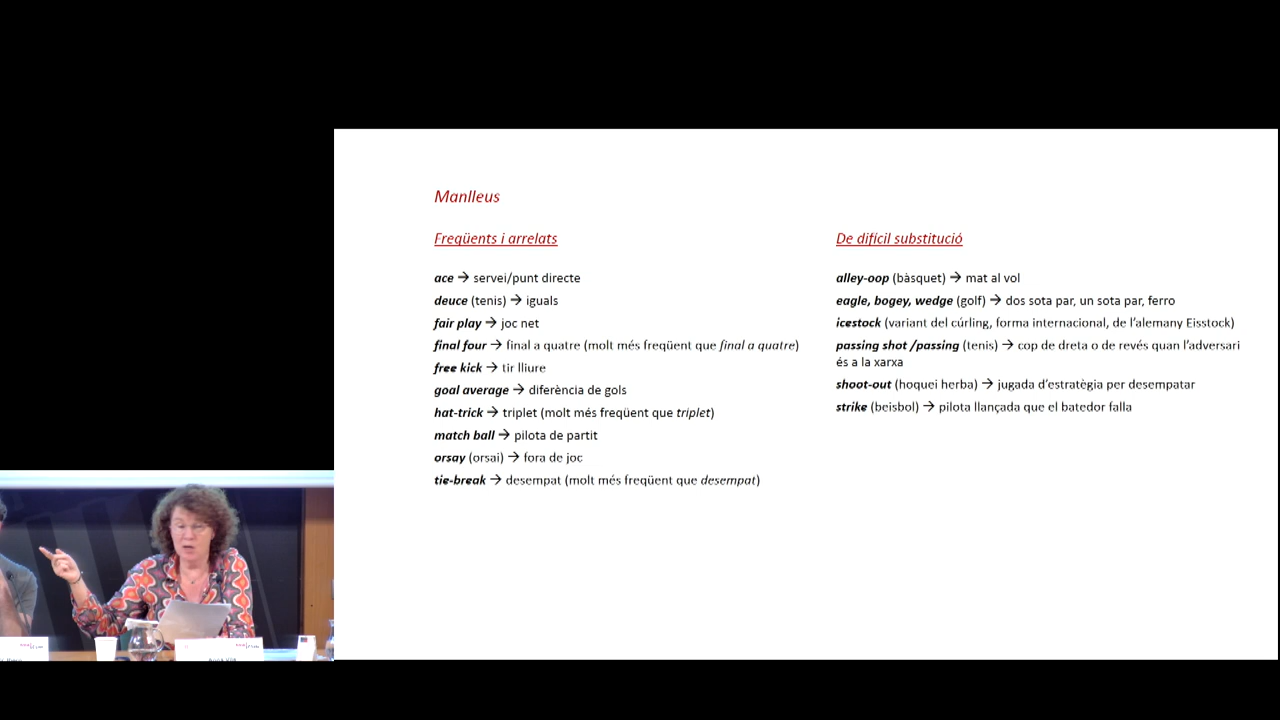 Manlleus
Freqüents i arrelats
ace → servei/punt directe
deuce (tenis) → iguals
fair play → joc net
final four → final a quatre (molt més freqüent que final a quatre)
free kick → tir lliure
goal average → diferència de gols
hat-trick → triplet (molt més freqüent que triplet)
match ball → pilota de partit
orsay (orsai) → fora de joc
tie-break → desempat (molt més freqüent que desempat)
De difícil substitució
alley-oop (bàsquet) → mat al vol
eagle, bogey, wedge (golf) → dos sota par, un sota par, ferro
icestock (variant del cúrling, forma internacional, de l'alemany Eisstock)
passing shot /passing (tenis) → cop de dreta o de revés quan l'adversari
és a la xarxa
shoot-out (hoquei herba) → jugada d'estratègia per desempatar
strike (beisbol) → pilota llançada que el batedor falla